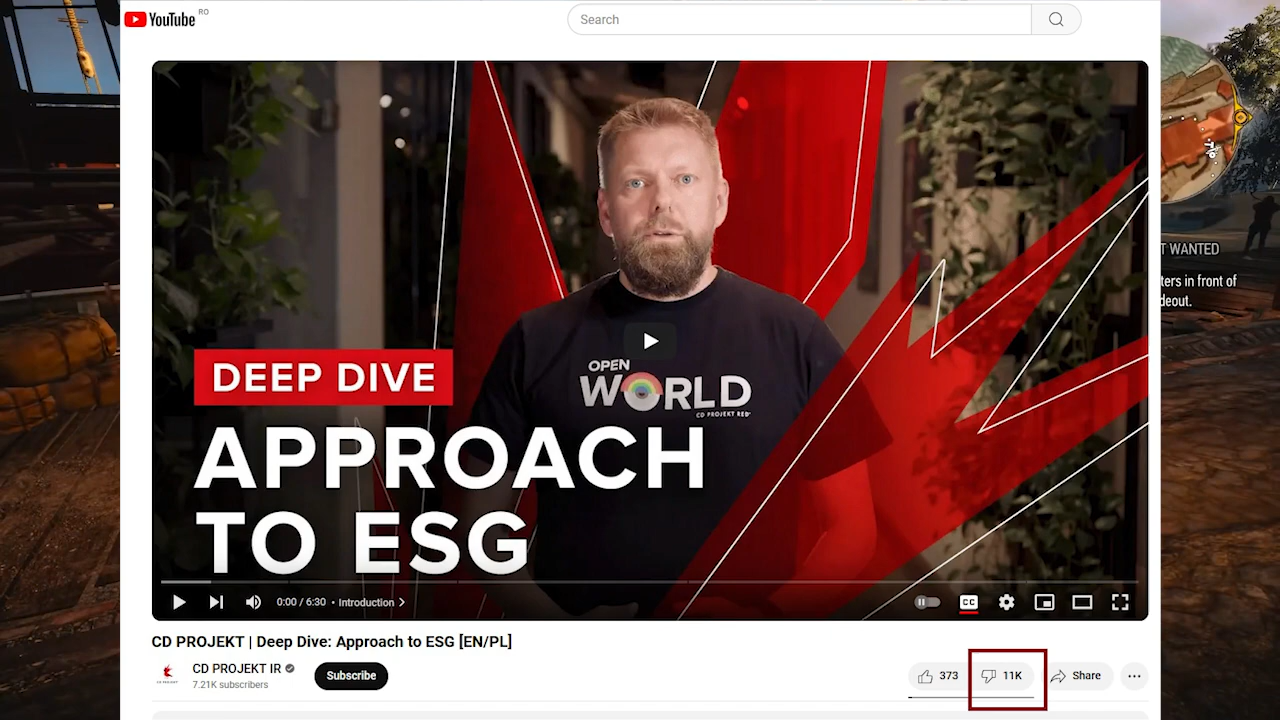 YouTube RO
Search
T WANTED
ters in front of
deout.
OPEN
WORLD
CD PROJEKT RED
DEEP DIVE
APPROACH
TO ESG
0:00 / 6:30 • Introduction
CC
CD PROJEKT | Deep Dive: Approach to ESG [EN/PL]
CD PROJEKT IR
7.21K subscribers
Subscribe
373
11K
Share